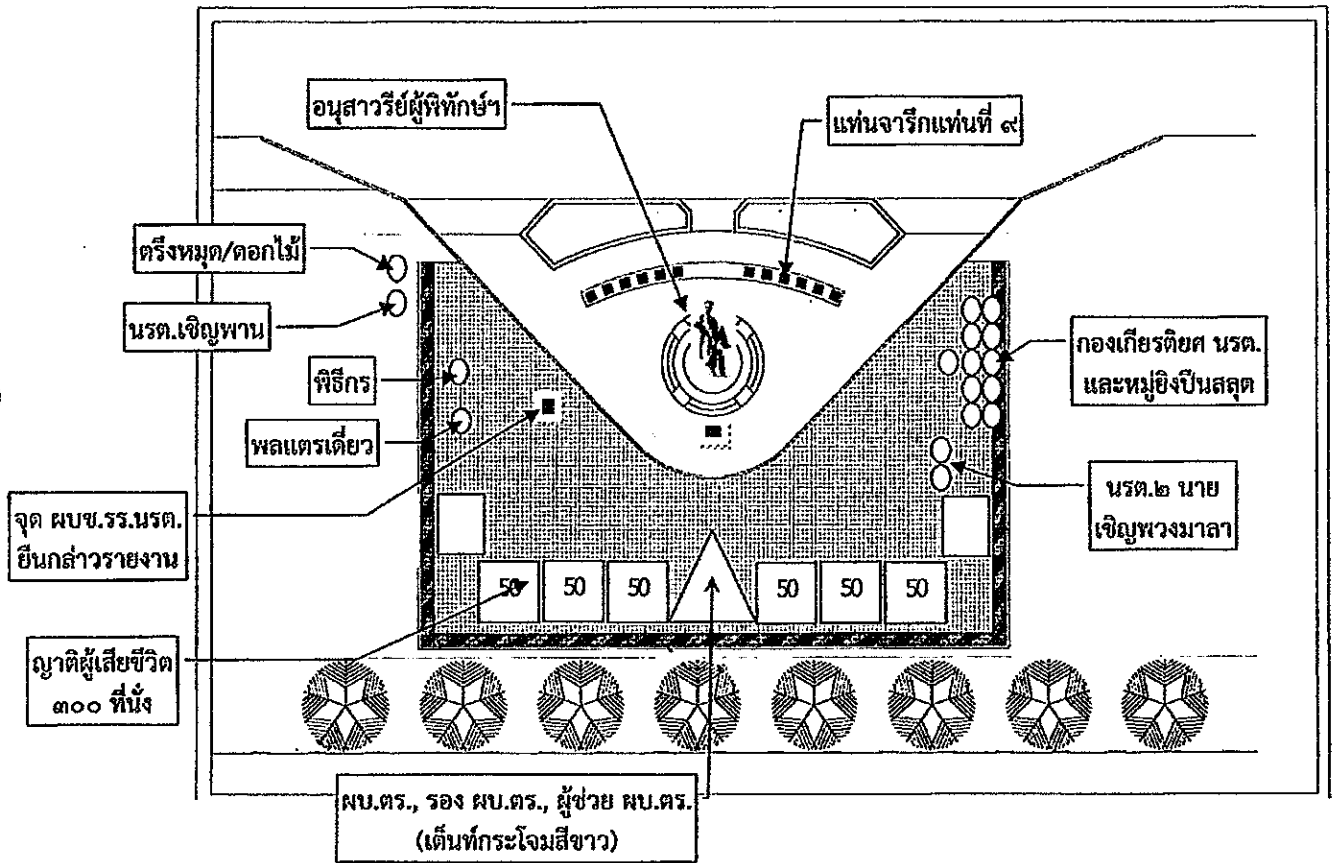 อนุสาวรีย์ผู้พิทักษ์ฯ
แท่นจารึกแท่นที่ ๙
ตรึงหมุด/ดอกไม้
นรต.เชิญพาน
พิธีกร
พลแตรเดี่ยว
จุด ผบช.รร.นรต.
ยืนกล่าวรายงาน
กองเกียรติยศ นรต.
และหมู่ยิงปืนสลุต
นรต.๒ นาย
เชิญพวงมาลา
50 50 50 50 50 50
ญาติผู้เสียชีวิต
๓๐๐ ที่นั่ง
ผบ.ตร., รอง ผบ.ตร., ผู้ช่วย ผบ.ตร.
(เต็นท์กระโจมสีขาว)